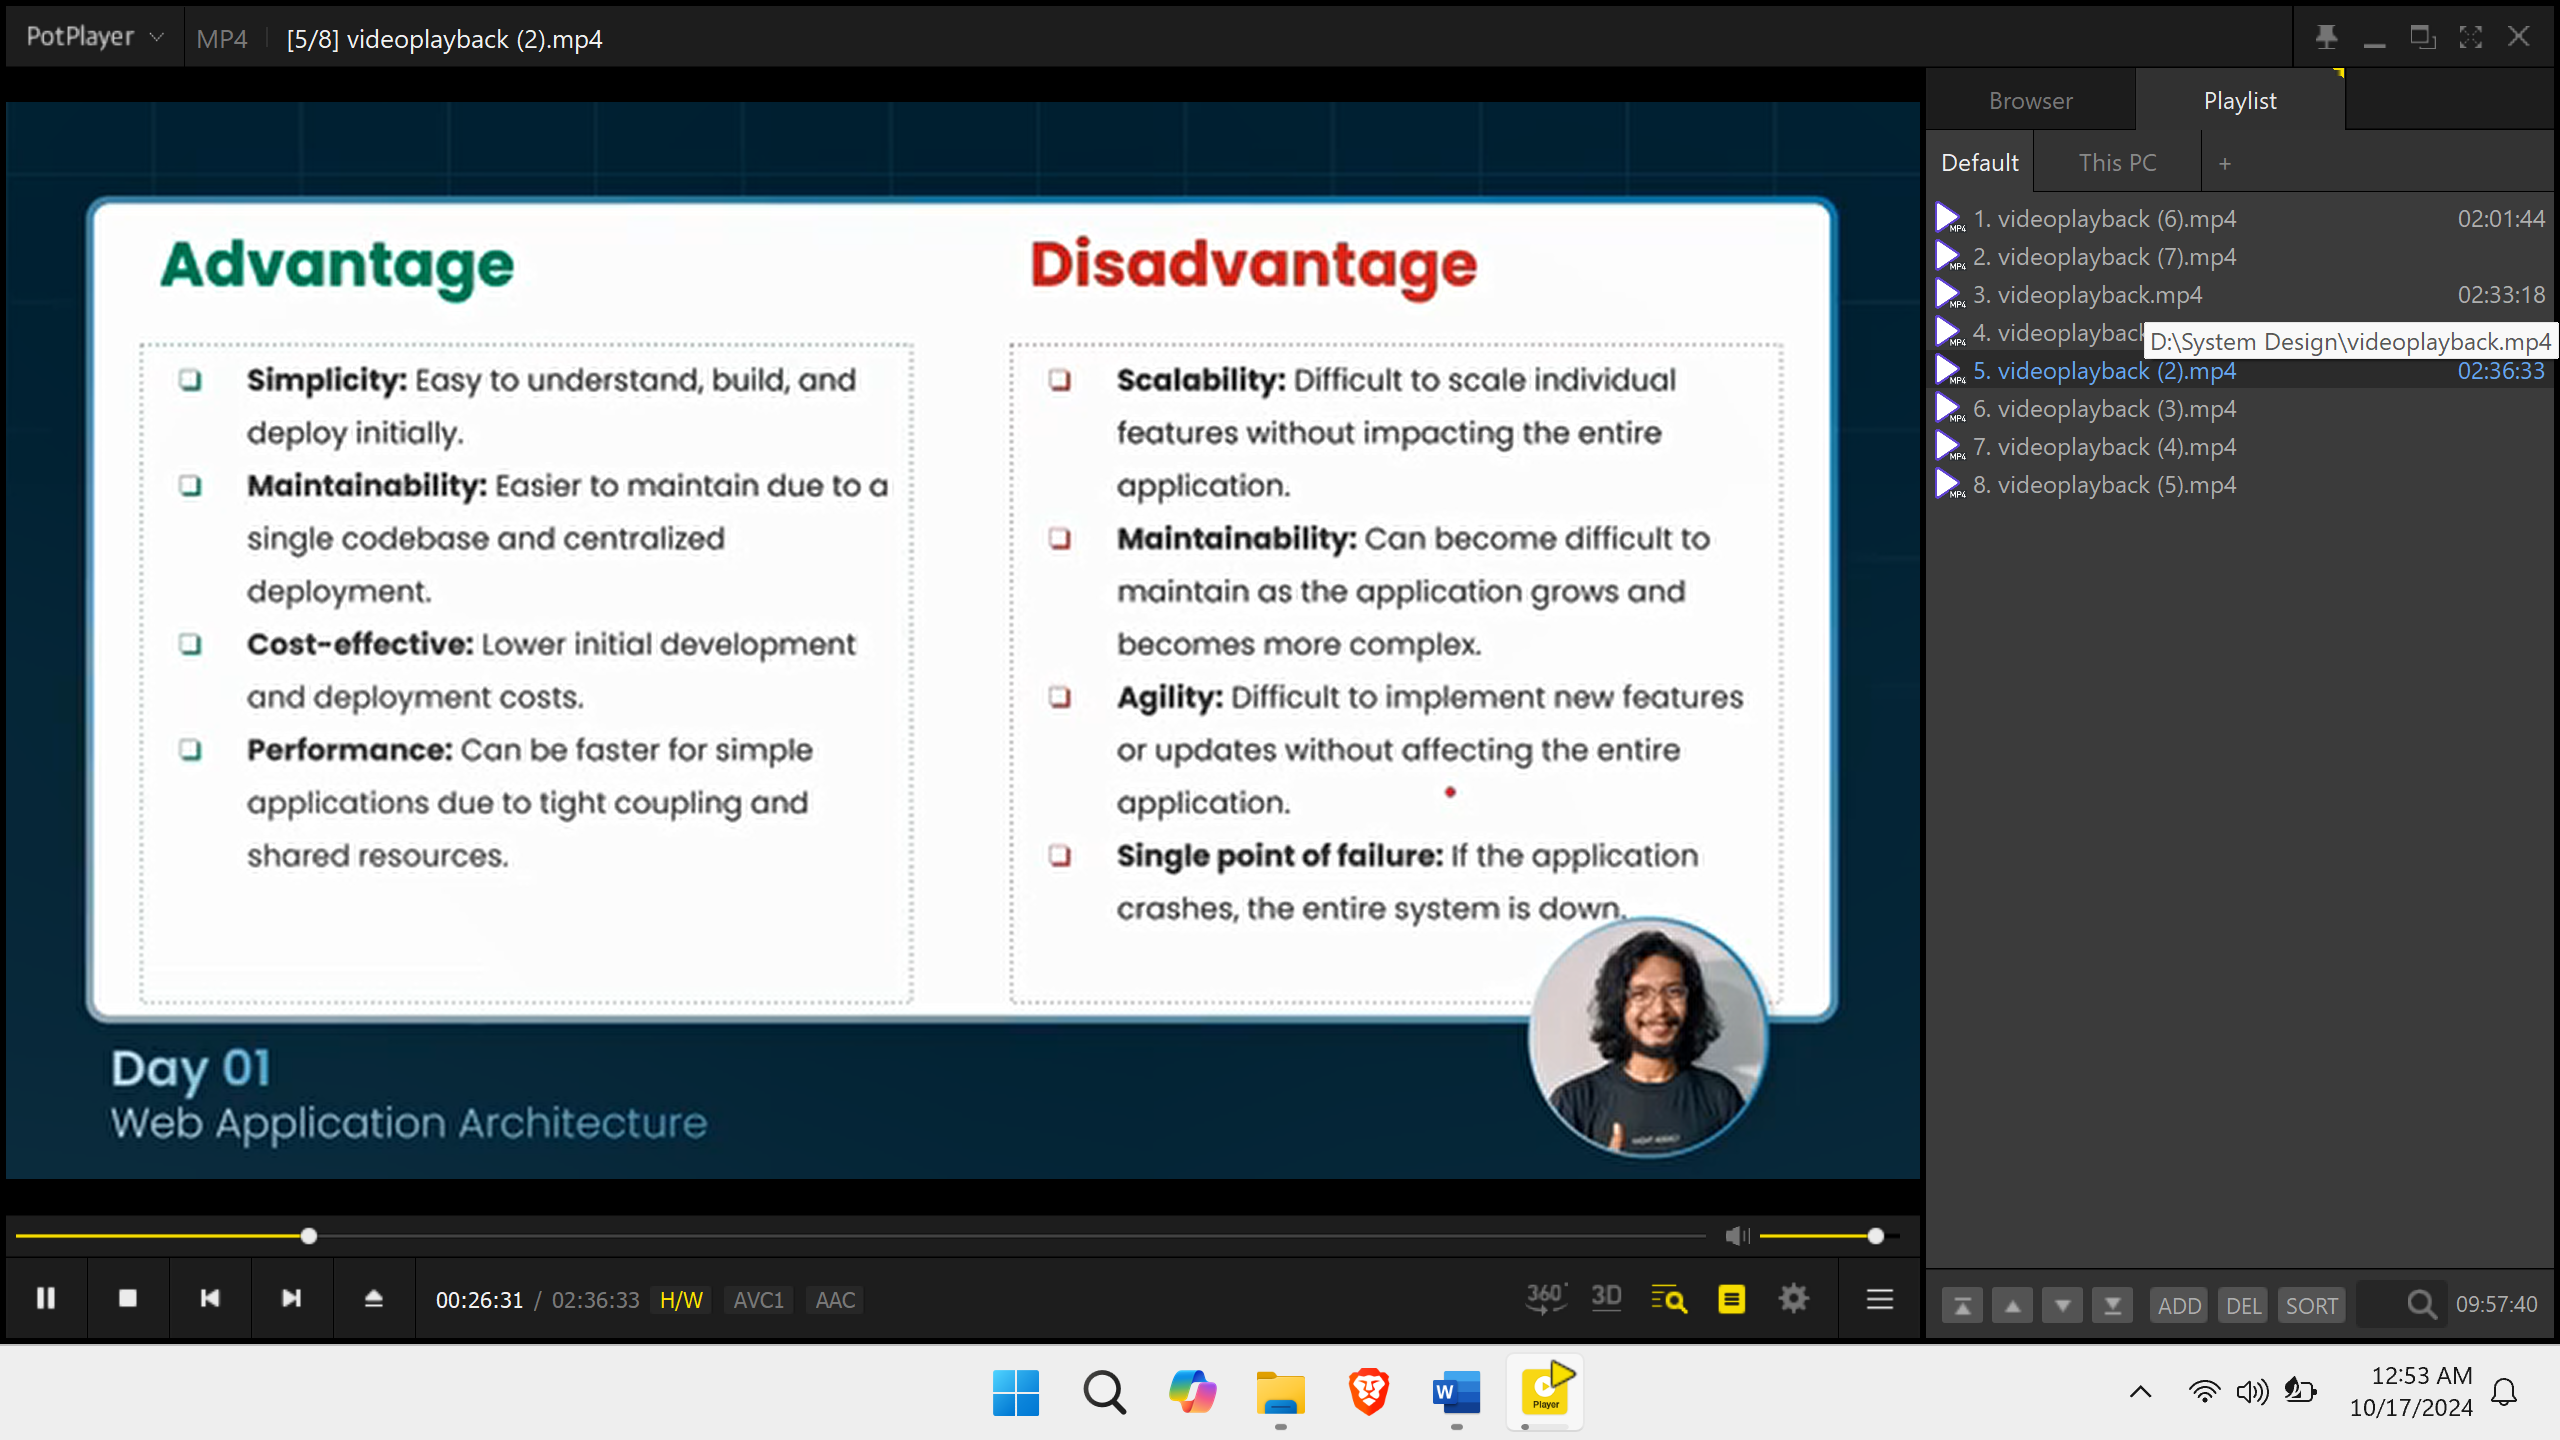 PotPlayer
MP4
[5/8] videoplayback (2).mp4
Browser
Playlist
Default
This PC
+
1. videoplayback (6).mp4 02:01:44
2. videoplayback (7).mp4
3. videoplayback.mp4 02:33:18
4. videoplayback
D:\System Design\videoplayback.mp4
5. videoplayback (2).mp4 02:36:33
6. videoplayback (3).mp4
7. videoplayback (4).mp4
8. videoplayback (5).mp4
Advantage
Simplicity: Easy to understand, build, and
deploy initially.
Maintainability: Easier to maintain due to a
single codebase and centralized
deployment.
Cost-effective: Lower initial development
and deployment costs.
Performance: Can be faster for simple
applications due to tight coupling and
shared resources.
Disadvantage
Scalability: Difficult to scale individual
features without impacting the entire
application.
Maintainability: Can become difficult to
maintain as the application grows and
becomes more complex.
Agility: Difficult to implement new features
or updates without affecting the entire
application.
Single point of failure: If the application
crashes, the entire system is down.
Day 01
Web Application Architecture
00:26:31 / 02:36:33 H/W AVC1 AAC
360°
3D
ADD DEL SORT
09:57:40
W
Player
12:53 AM
10/17/2024